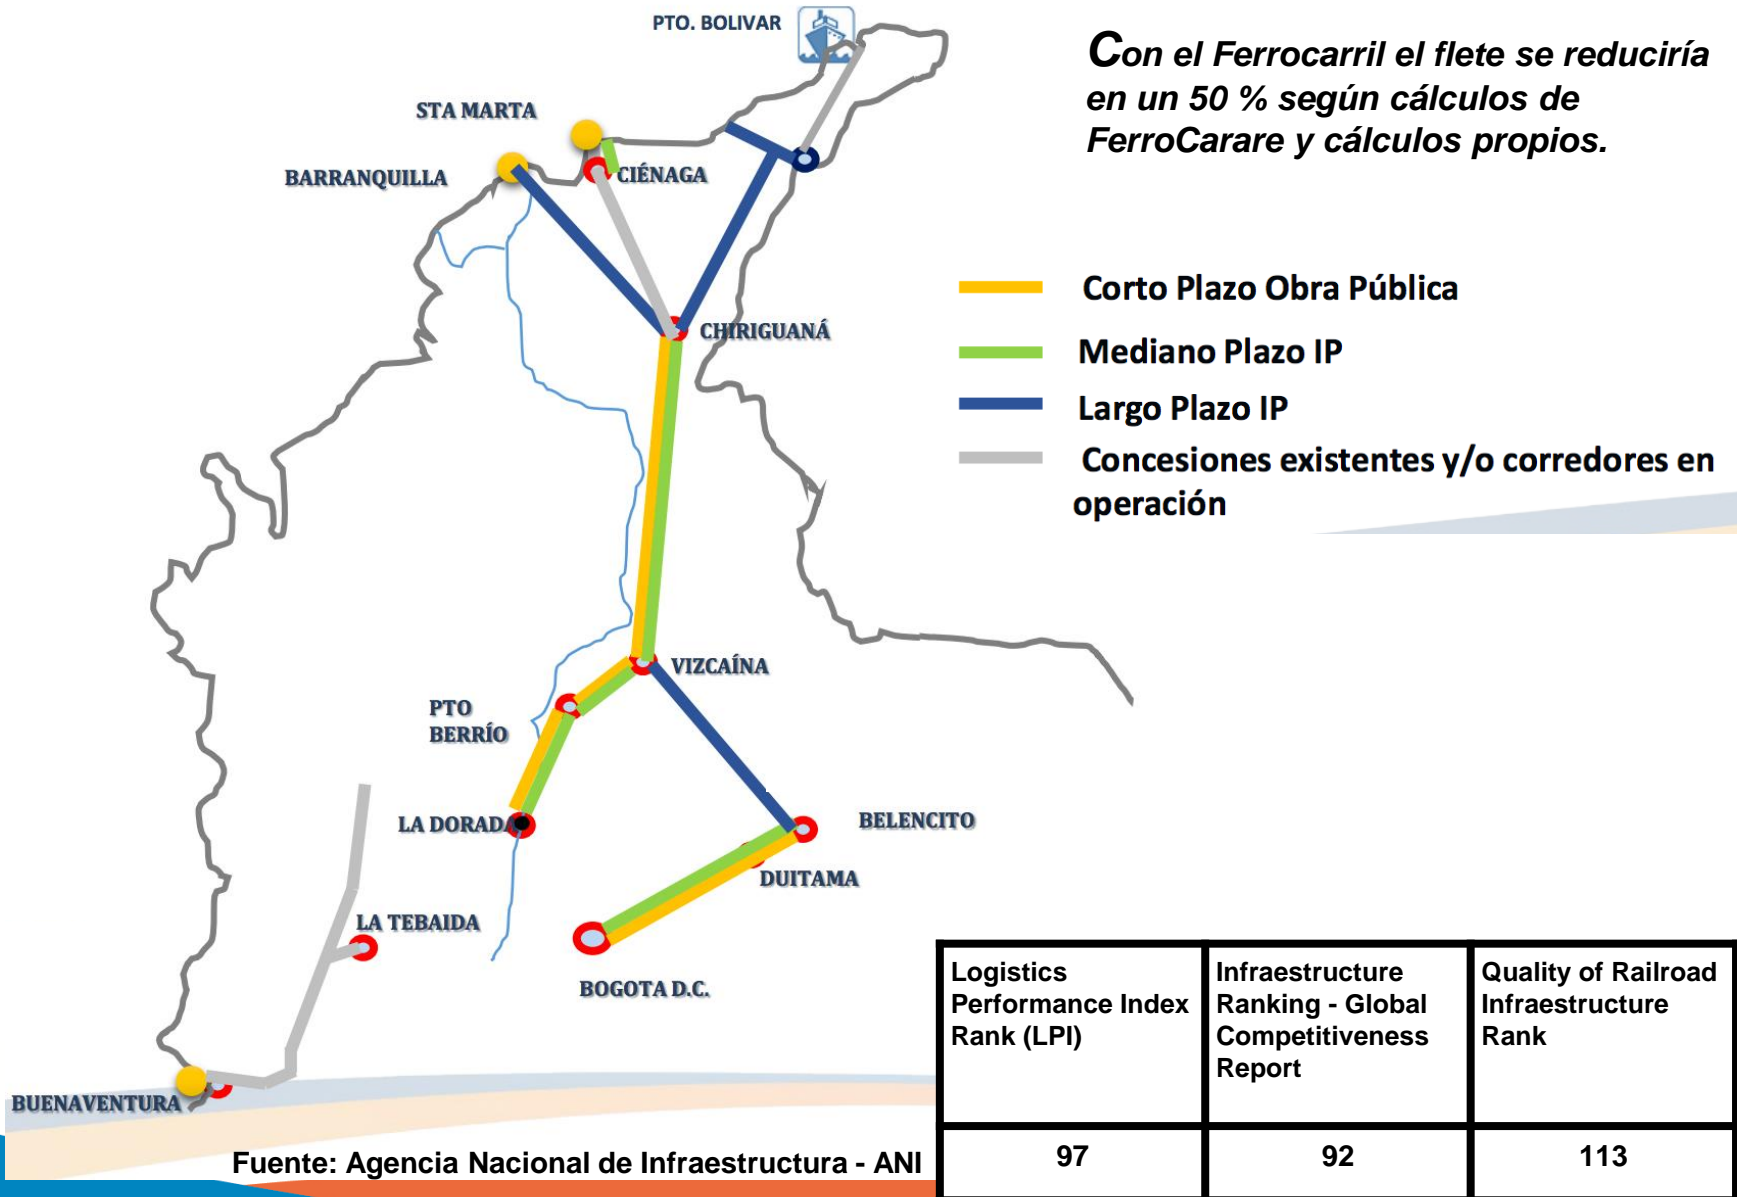 PTO. BOLIVAR
Con el Ferrocarril el flete se reduciría
en un 50 % según cálculos de
FerroCarare y cálculos propios.
STA MARTA
BARRANQUILLA
CIÉNAGA
CHIRIGUANÁ
Corto Plazo Obra Pública
Mediano Plazo IP
Largo Plazo IP
Concesiones existentes y/o corredores en
operación
VIZCAÍNA
PTO
BERRÍO
LA DORADA
BELENCITO
DUITAMA
LA TEBAIDA
BOGOTA D.C.
BUENAVENTURA
Logistics
Performance Index
Rank (LPI)
Infraestructure
Ranking - Global
Competitiveness
Report
Quality of Railroad
Infraestructure
Rank
97
92
113
Fuente: Agencia Nacional de Infraestructura - ANI